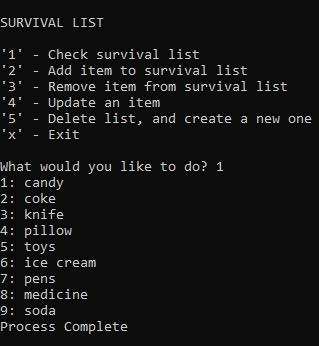 SURVIVAL LIST
'1' - Check survival list
'2' - Add item to survival list
'3' - Remove item from survival list
'4' - Update an item
'5' - Delete list, and create a new one
'x' - Exit
What would you like to do? 1
1: candy
2: coke
3: knife
4: pillow
5: toys
6: ice cream
7: pens
8: medicine
9: soda
Process Complete